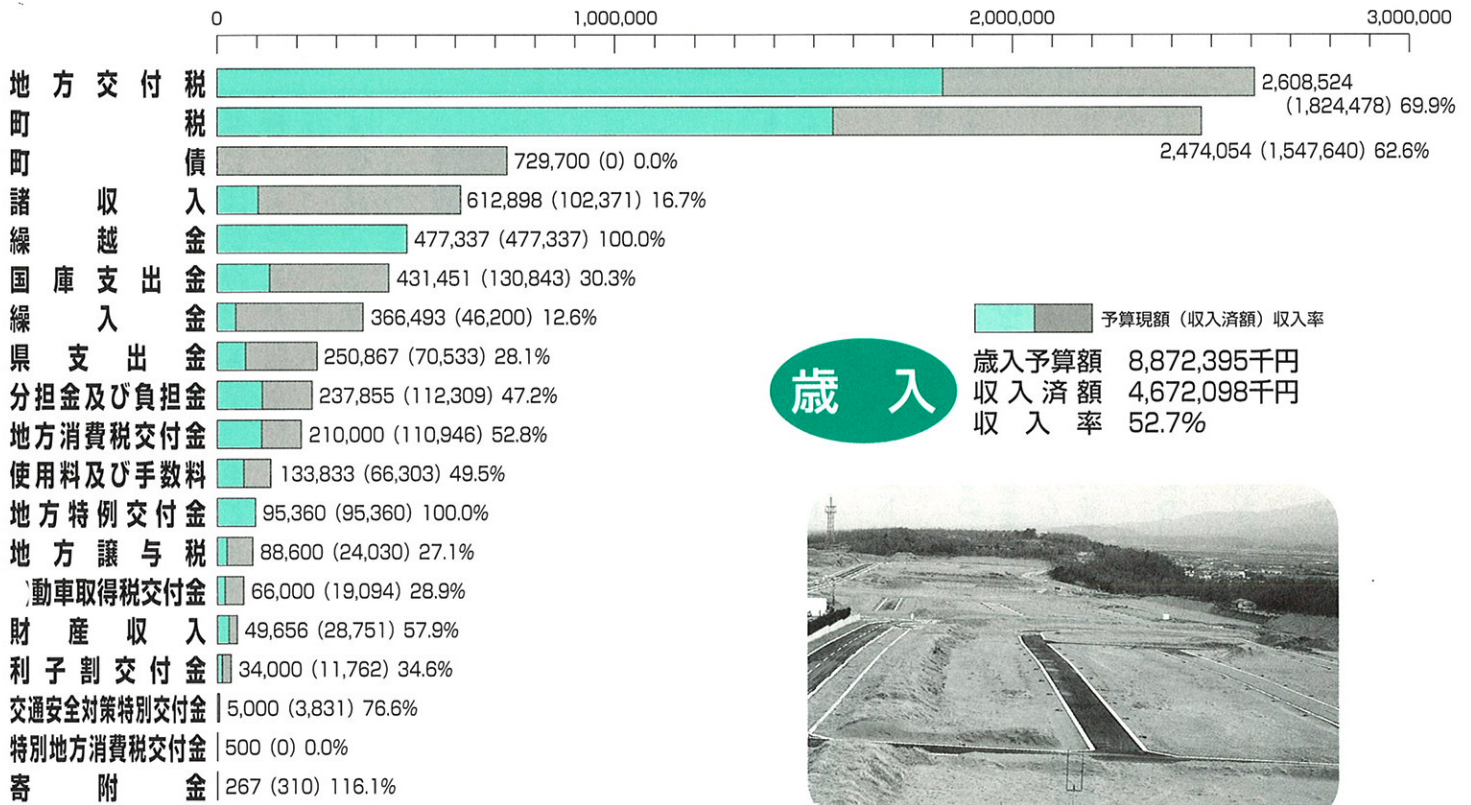 0 1,000,000 2,000,000 3,000,000
地方交付税 2,608,524
(1,824,478) 69.9%
町税 2,474,054 (1,547,640) 62.6%
町債 729,700 (0) 0.0%
諸収入 612,898 (102,371) 16.7%
繰越金 477,337 (477,337) 100.0%
国庫支出金 431,451 (130,843) 30.3%
繰入金 366,493 (46,200) 12.6%
県支出金 250,867 (70,533) 28.1%
分担金及び負担金 237,855 (112,309) 47.2%
地方消費税交付金 210,000 (110,946) 52.8%
使用料及び手数料 133,833 (66,303) 49.5%
地方特例交付金 95,360 (95,360) 100.0%
地方譲与税 88,600 (24,030) 27.1%
動車取得税交付金 66,000 (19,094) 28.9%
財産収入 49,656 (28,751) 57.9%
利子割交付金 34,000 (11,762) 34.6%
交通安全対策特別交付金 5,000 (3,831) 76.6%
特別地方消費税交付金 500 (0) 0.0%
寄附金 267 (310) 116.1%
予算現額（収入済額）収入率
歳入
歳入予算額 8,872,395千円
収入済額 4,672,098千円
収入率 52.7%